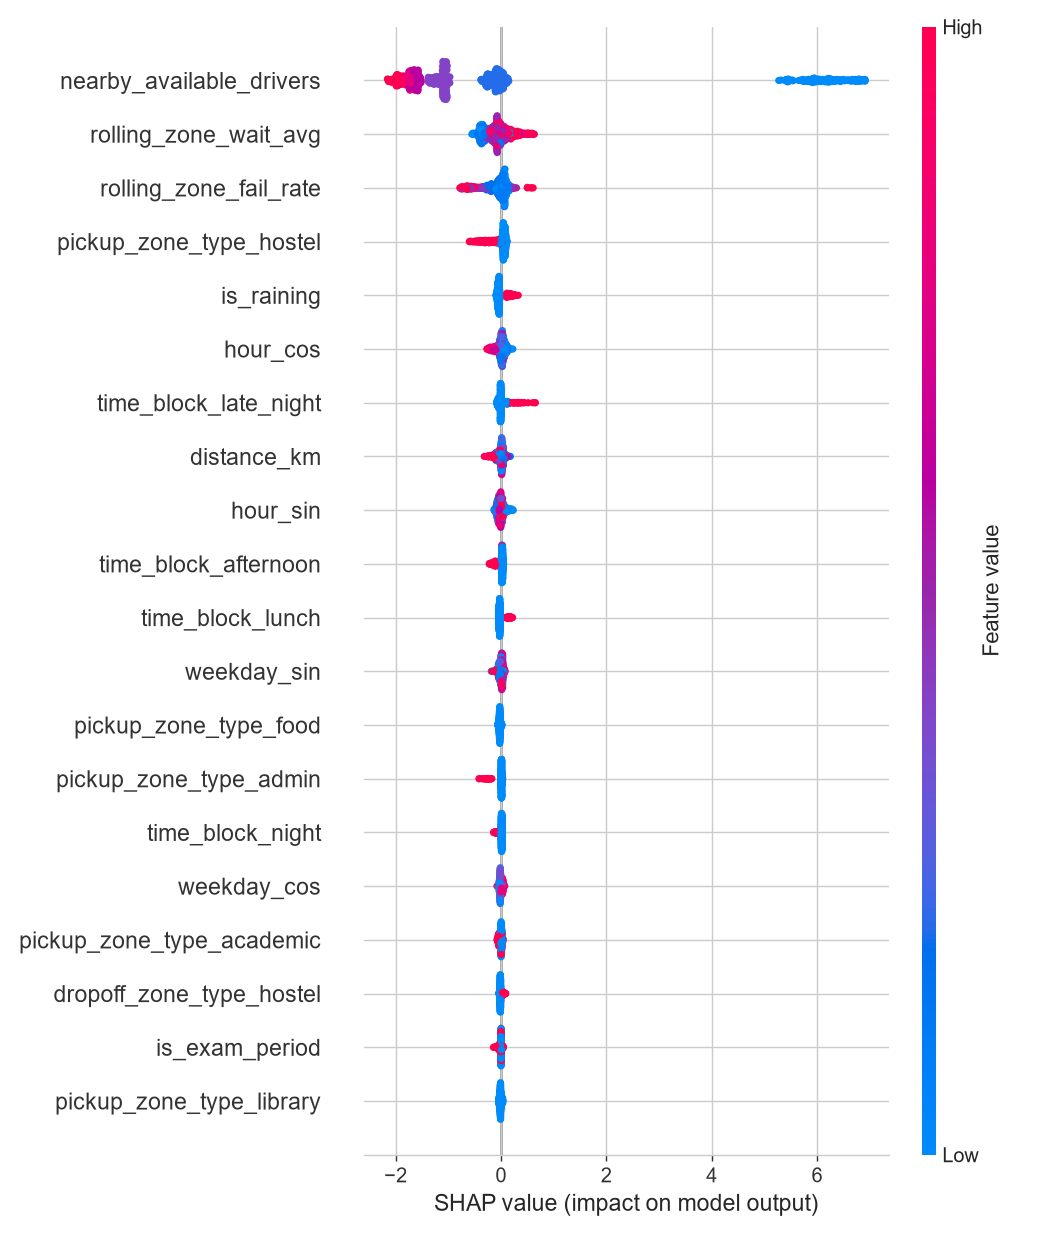 High
nearby_available_drivers
rolling_zone_wait_avg
rolling_zone_fail_rate
pickup_zone_type_hostel
is_raining
hour_cos
time_block_late_night
distance_km
hour_sin
time_block_afternoon
time_block_lunch
weekday_sin
pickup_zone_type_food
pickup_zone_type_admin
time_block_night
weekday_cos
pickup_zone_type_academic
dropoff_zone_type_hostel
is_exam_period
pickup_zone_type_library
Feature value
Low
−2 0 2 4 6
SHAP value (impact on model output)